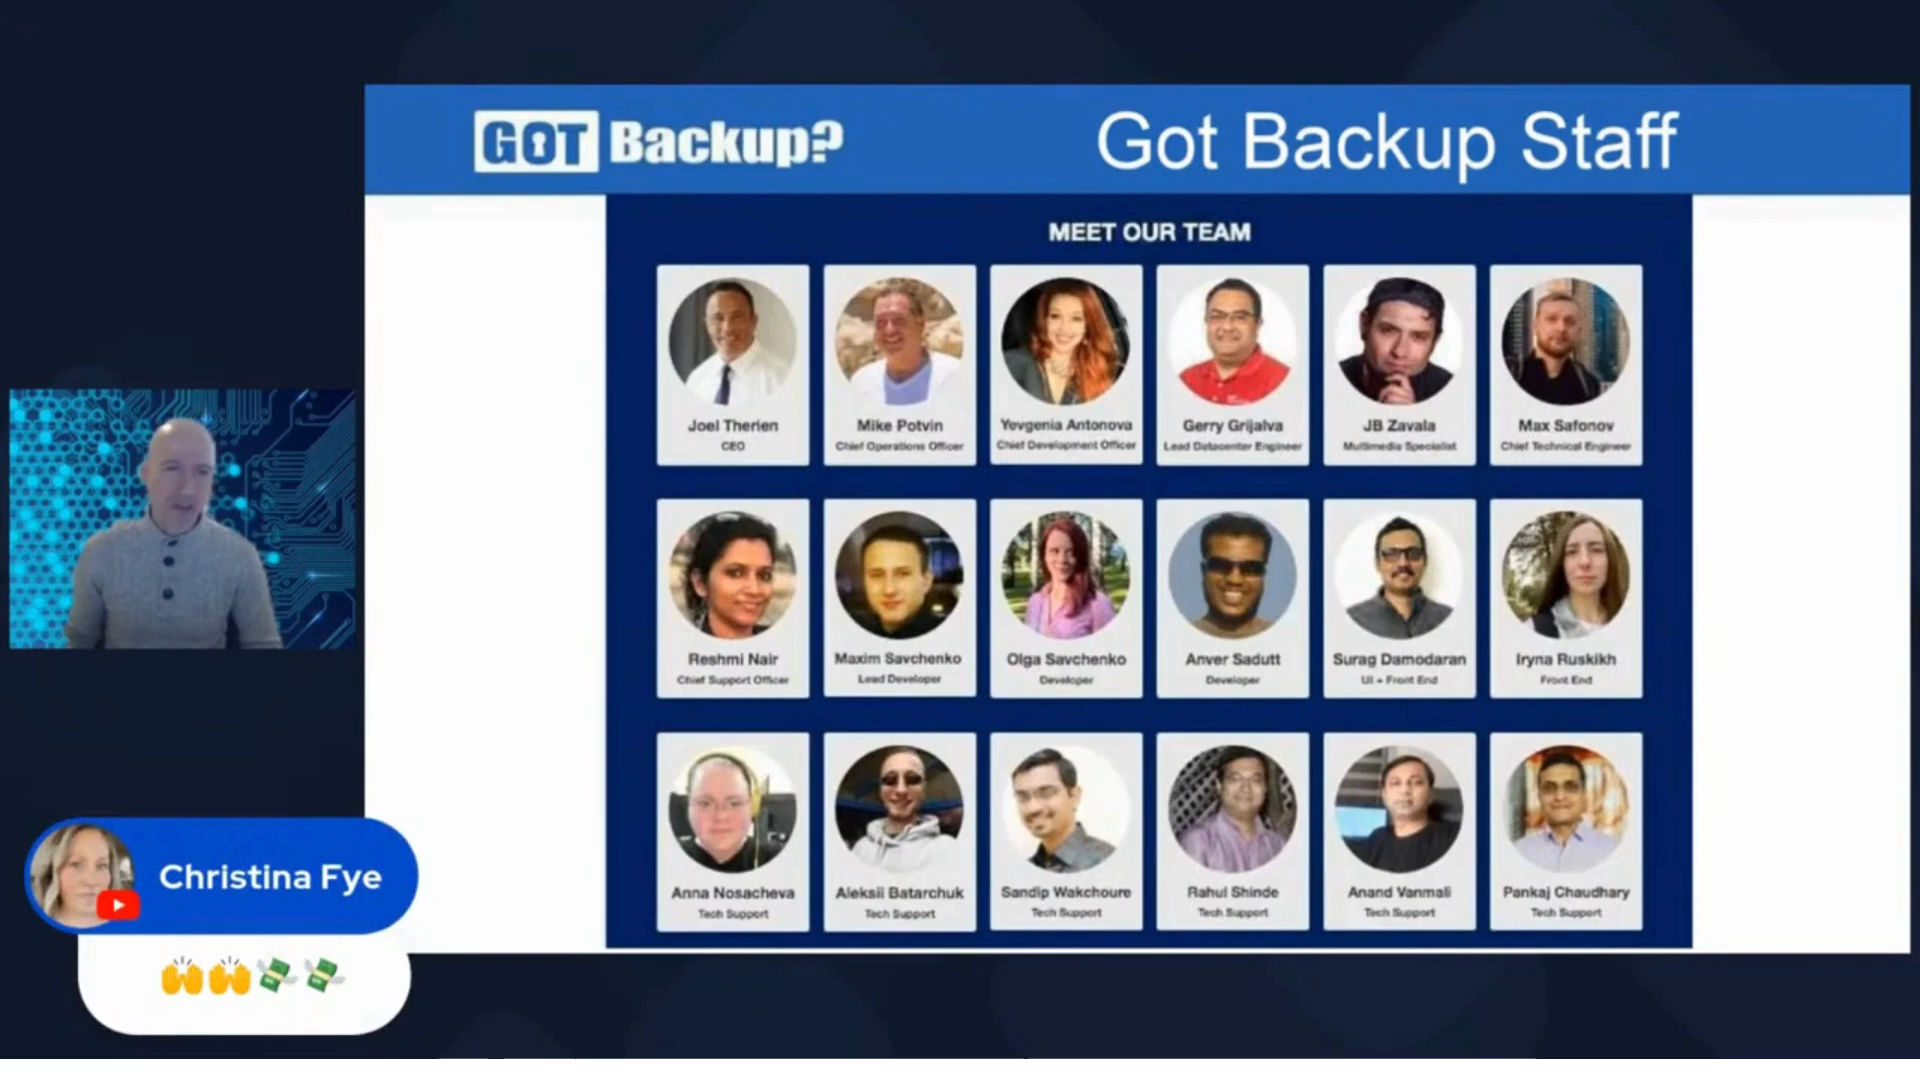 GOT Backup?
Got Backup Staff
MEET OUR TEAM
Joel Therien
CEO
Mike Potvin
Chief Operations Officer
Yevgenia Antonova
Chief Development Officer
Gerry Grijalva
Lead Datacenter Engineer
JB Zavala
Multimedia Specialist
Max Safonov
Chief Technical Engineer
Reshmi Nair
Chief Support Officer
Maxim Savchenko
Lead Developer
Olga Savchenko
Developer
Anver Sadutt
Developer
Surag Damodaran
UI + Front End
Iryna Ruskikh
Front End
Anna Nosacheva
Tech Support
Aleksii Batarchuk
Tech Support
Sandip Wakchoure
Tech Support
Rahul Shinde
Tech Support
Anand Vanmali
Tech Support
Pankaj Chaudhary
Tech Support
Christina Fye
🙌🙌💸💸